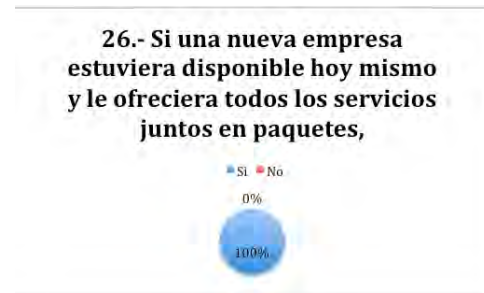 26.- Si una nueva empresa
estuviera disponible hoy mismo
y le ofreciera todos los servicios
juntos en paquetes,
Si No
0%
100%